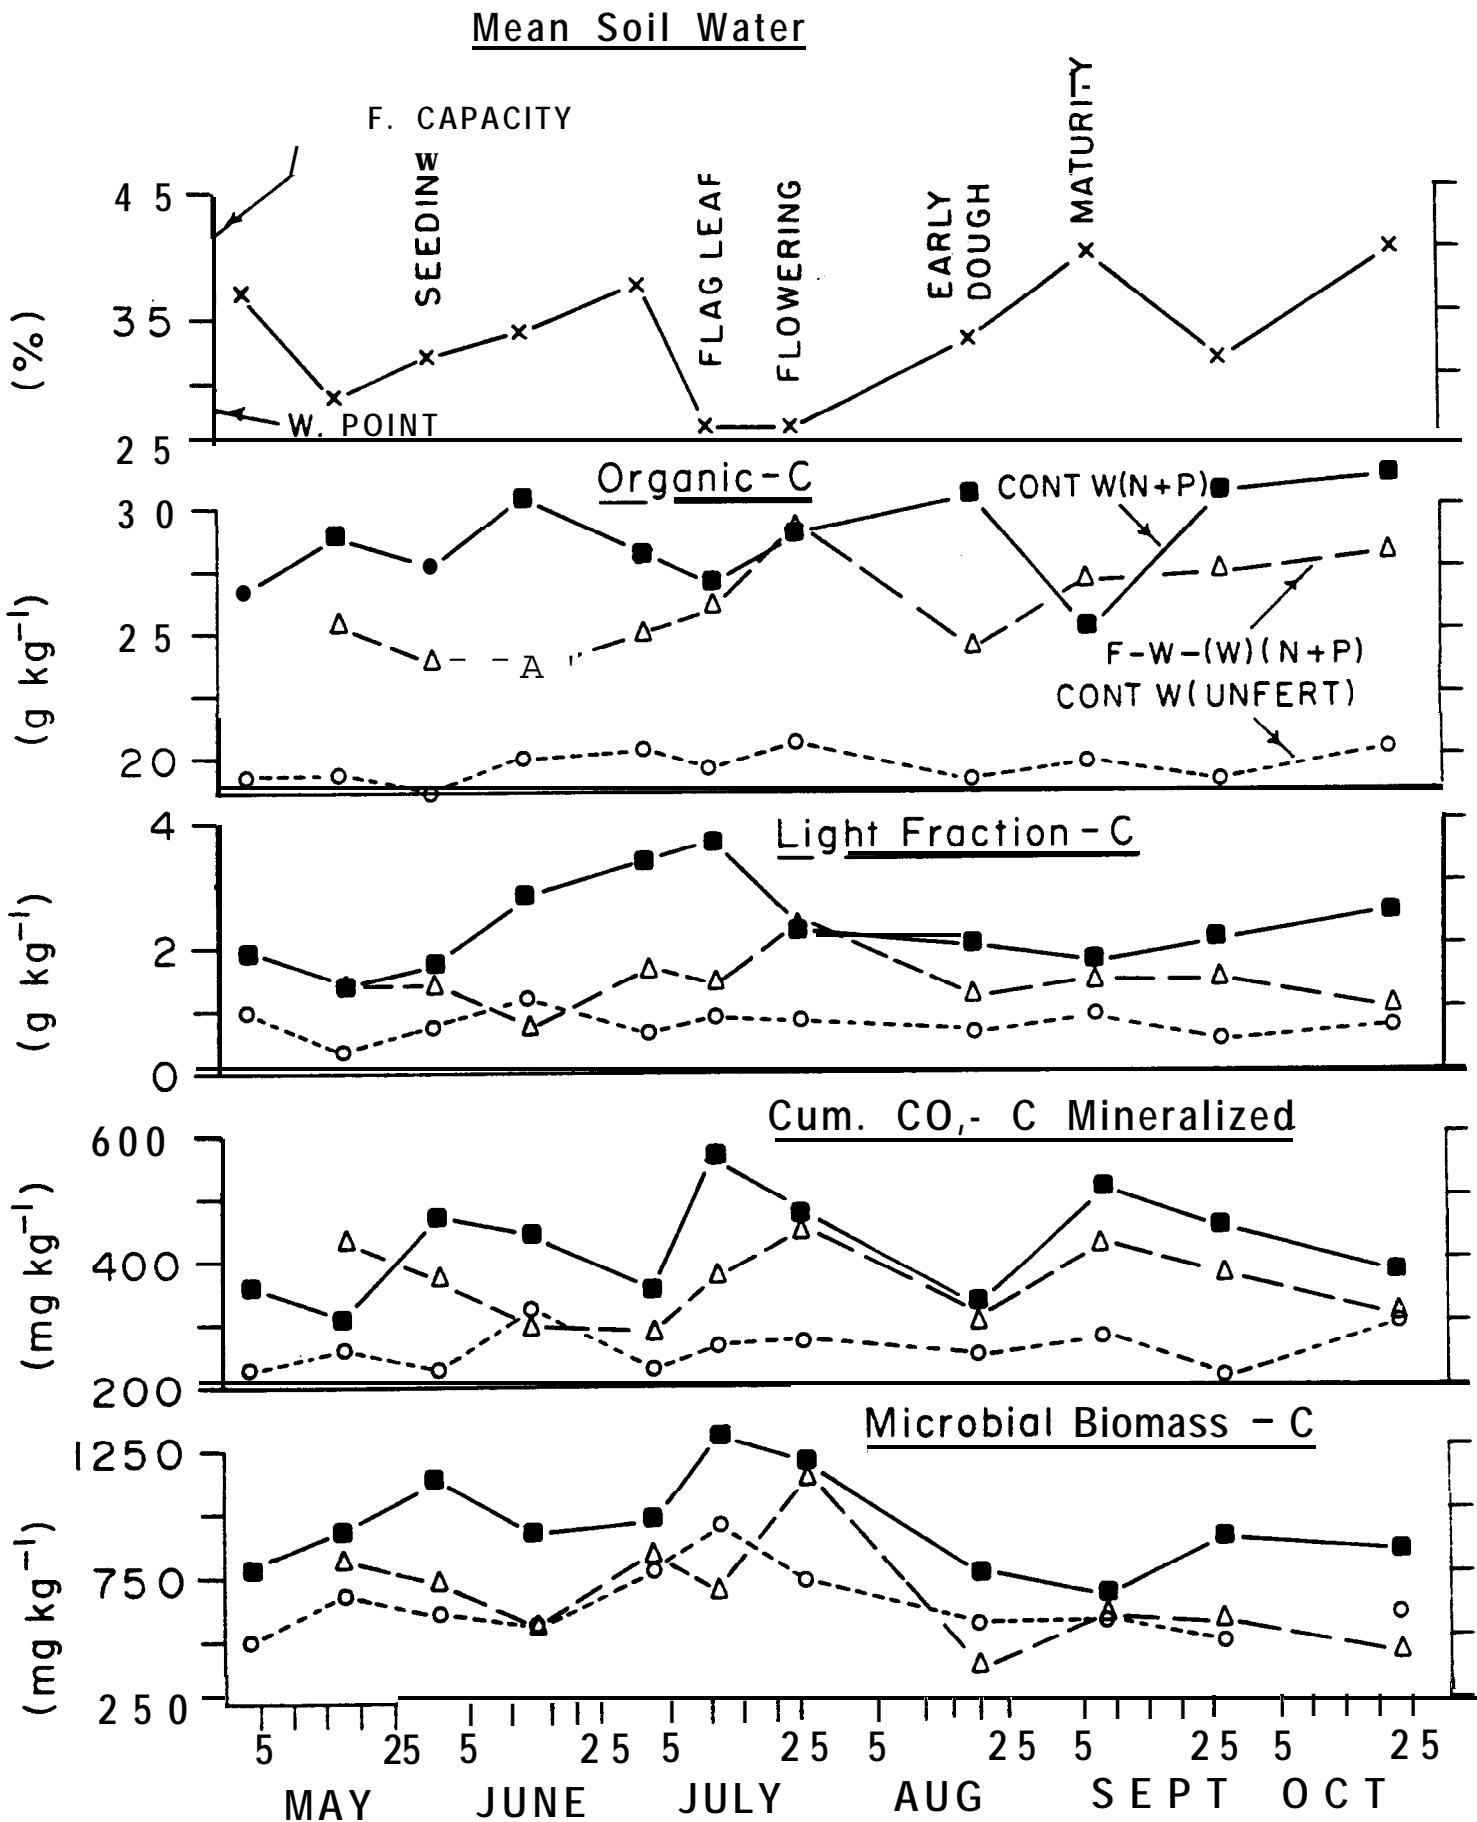 Mean Soil Water
F. CAPACITY
SEEDINW
FLAG LEAF
FLOWERING
EARLY
DOUGH
MATURITY
45
35
25
(%)
W. POINT
Organic-C
CONT W(N+P)
F-W-(W)(N+P)
CONT W(UNFERT)
30
25
20
(g kg⁻¹)
A
Light Fraction-C
4
2
0
(g kg⁻¹)
Cum. CO,- C Mineralized
600
400
200
(mg kg⁻¹)
Microbial Biomass - C
1250
750
250
(mg kg⁻¹)
5 25 5 25 5 25 5 25 5 25 5 25
MAY JUNE JULY AUG SEPT OCT